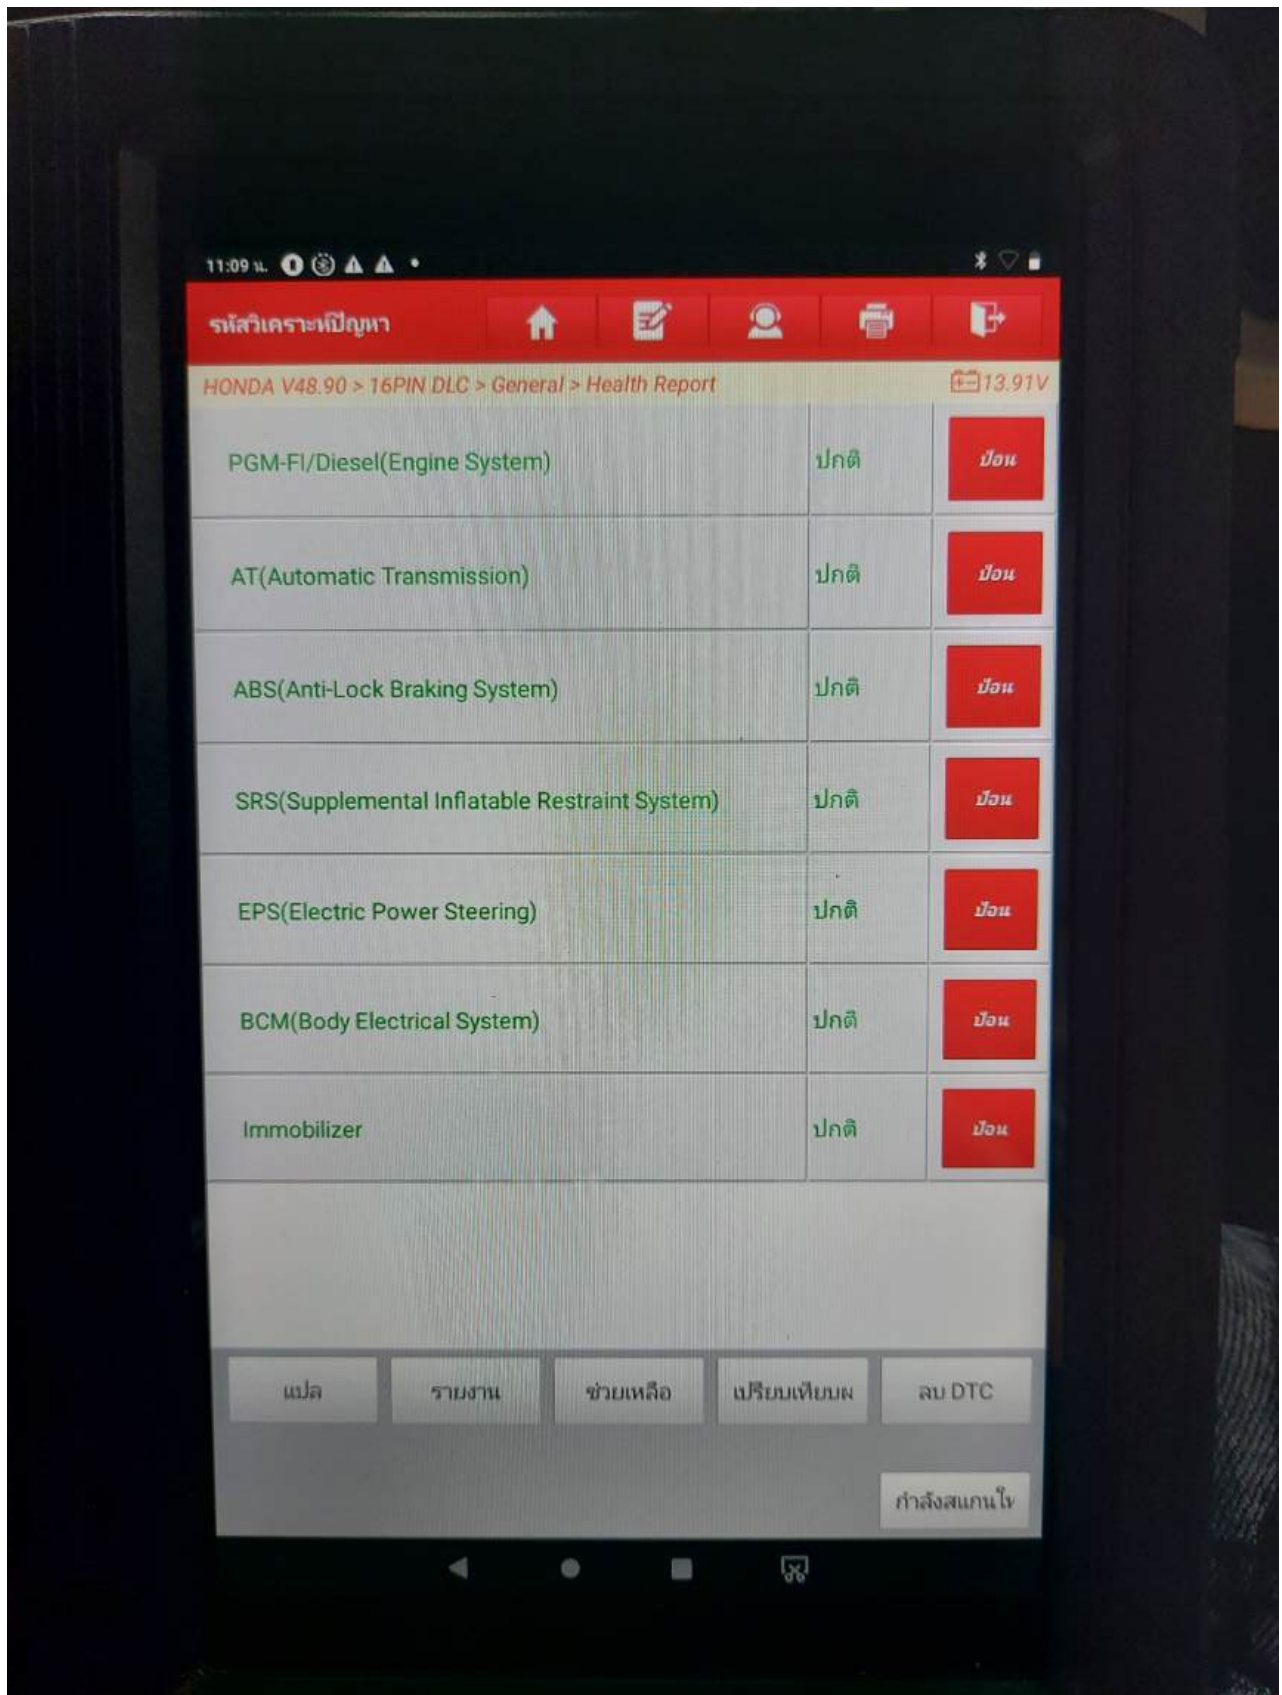 11:09 น.
รหัสวิเคราะห์ปัญหา
HONDA V48.90 > 16PIN DLC > General > Health Report 13.91V
PGM-FI/Diesel(Engine System) ปกติ ป้อน
AT(Automatic Transmission) ปกติ ป้อน
ABS(Anti-Lock Braking System) ปกติ ป้อน
SRS(Supplemental Inflatable Restraint System) ปกติ ป้อน
EPS(Electric Power Steering) ปกติ ป้อน
BCM(Body Electrical System) ปกติ ป้อน
Immobilizer ปกติ ป้อน
แปล รายงาน ช่วยเหลือ เปรียบเทียบผ ลบ DTC
กำลังสแกนให